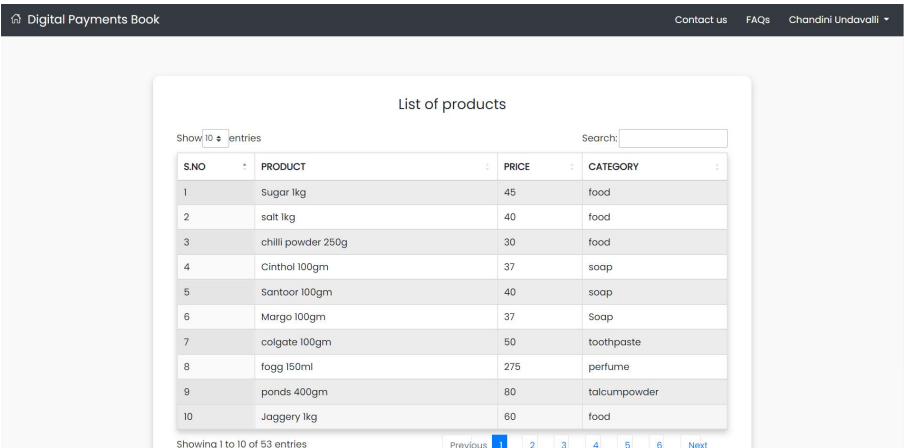 Digital Payments Book Contact us FAQs Chandini Undavalli
List of products
Show 10 entries Search:
S.NO PRODUCT PRICE CATEGORY
1 Sugar 1kg 45 food
2 salt 1kg 40 food
3 chilli powder 250g 30 food
4 Cinthol 100gm 37 soap
5 Santoor 100gm 40 soap
6 Margo 100gm 37 Soap
7 colgate 100gm 50 toothpaste
8 fogg 150ml 275 perfume
9 ponds 400gm 80 talcumpowder
10 Jaggery 1kg 60 food
Showing 1 to 10 of 53 entries Previous 1 2 3 4 5 6 Next